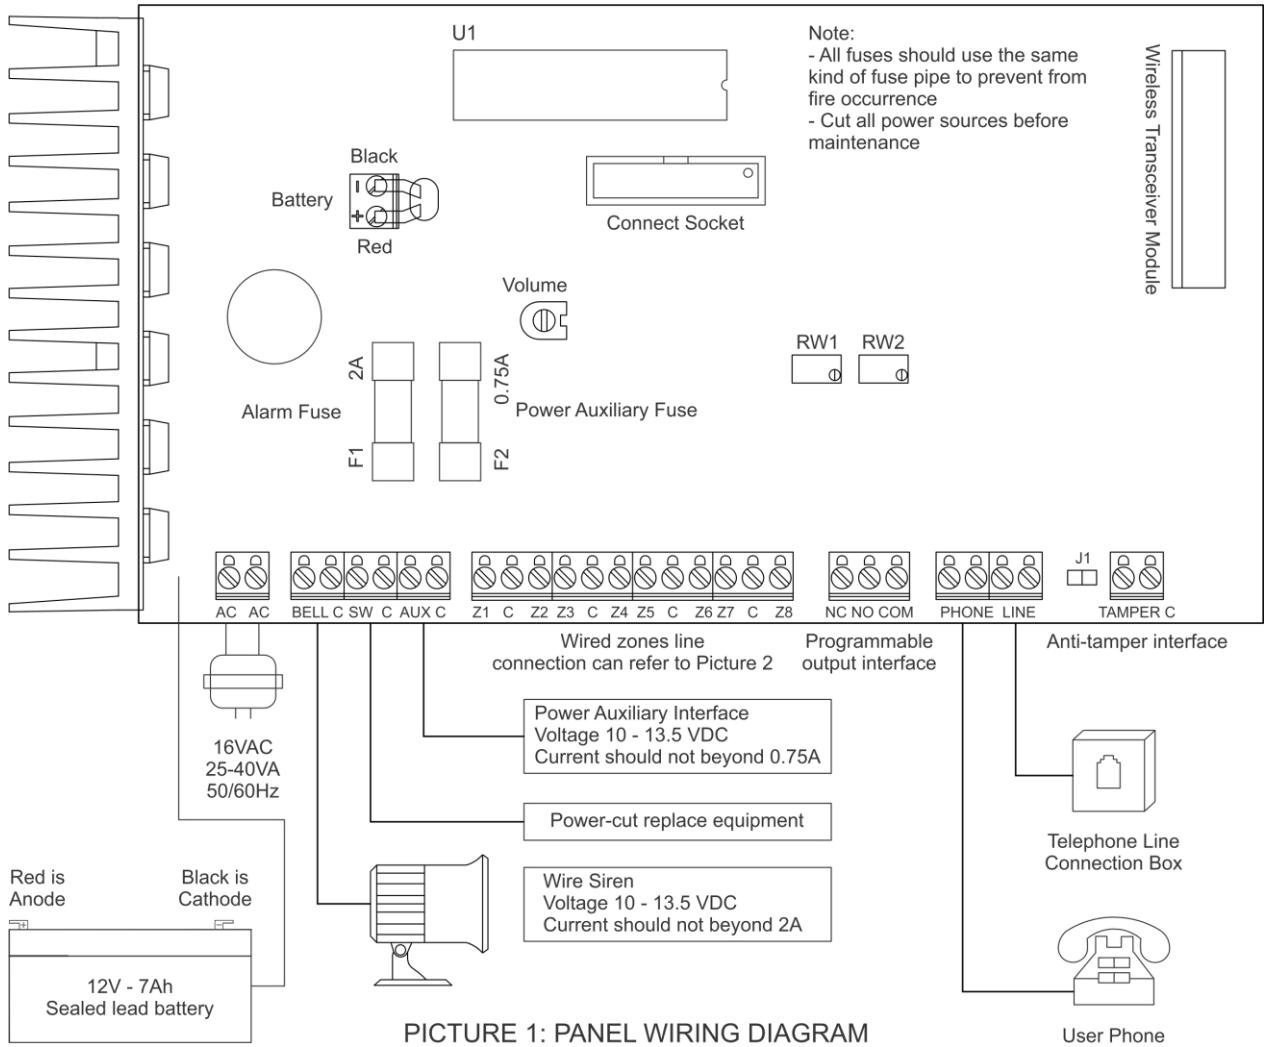 U1
Note:
- All fuses should use the same
kind of fuse pipe to prevent from
fire occurrence
- Cut all power sources before
maintenance
Wireless Transceiver Module
Black
Battery
-
+
Red
Connect Socket
Volume
RW1 RW2
2A
0.75A
Alarm Fuse
Power Auxiliary Fuse
F1
F2
J1
AC AC BELL C SW C AUX C Z1 C Z2 Z3 C Z4 Z5 C Z6 Z7 C Z8 NC NO COM PHONE LINE TAMPER C
Wired zones line
connection can refer to Picture 2
Programmable
output interface
Anti-tamper interface
Power Auxiliary Interface
Voltage 10 - 13.5 VDC
Current should not beyond 0.75A
16VAC
25-40VA
50/60Hz
Power-cut replace equipment
Telephone Line
Connection Box
Red is
Anode
Black is
Cathode
Wire Siren
Voltage 10 - 13.5 VDC
Current should not beyond 2A
+
-
12V - 7Ah
Sealed lead battery
PICTURE 1: PANEL WIRING DIAGRAM
User Phone